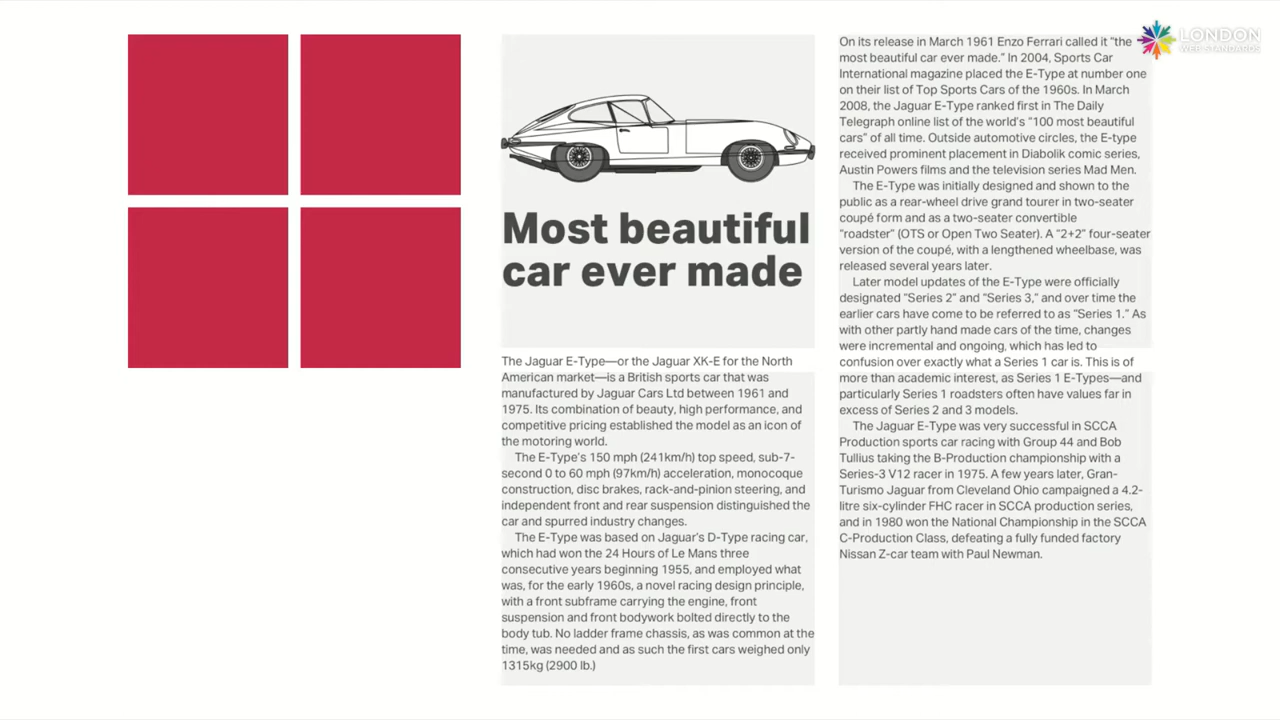 Most beautiful
car ever made
The Jaguar E-Type—or the Jaguar XK-E for the North
American market—is a British sports car that was
manufactured by Jaguar Cars Ltd between 1961 and
1975. Its combination of beauty, high performance, and
competitive pricing established the model as an icon of
the motoring world.
The E-Type's 150 mph (241km/h) top speed, sub-7-
second 0 to 60 mph (97km/h) acceleration, monocoque
construction, disc brakes, rack-and-pinion steering, and
independent front and rear suspension distinguished the
car and spurred industry changes.
The E-Type was based on Jaguar's D-Type racing car,
which had won the 24 Hours of Le Mans three
consecutive years beginning 1955, and employed what
was, for the early 1960s, a novel racing design principle,
with a front subframe carrying the engine, front
suspension and front bodywork bolted directly to the
body tub. No ladder frame chassis, as was common at the
time, was needed and as such the first cars weighed only
1315kg (2900 lb.)
On its release in March 1961 Enzo Ferrari called it “the
most beautiful car ever made.” In 2004, Sports Car
International magazine placed the E-Type at number one
on their list of Top Sports Cars of the 1960s. In March
2008, the Jaguar E-Type ranked first in The Daily
Telegraph online list of the world's “100 most beautiful
cars” of all time. Outside automotive circles, the E-type
received prominent placement in Diabolik comic series,
Austin Powers films and the television series Mad Men.
The E-Type was initially designed and shown to the
public as a rear-wheel drive grand tourer in two-seater
coupé form and as a two-seater convertible
“roadster” (OTS or Open Two Seater). A “2+2” four-seater
version of the coupé, with a lengthened wheelbase, was
released several years later.
Later model updates of the E-Type were officially
designated “Series 2” and “Series 3,” and over time the
earlier cars have come to be referred to as “Series 1.” As
with other partly hand made cars of the time, changes
were incremental and ongoing, which has led to
confusion over exactly what a Series 1 car is. This is of
more than academic interest, as Series 1 E-Types—and
particularly Series 1 roadsters often have values far in
excess of Series 2 and 3 models.
The Jaguar E-Type was very successful in SCCA
Production sports car racing with Group 44 and Bob
Tullius taking the B-Production championship with a
Series-3 V12 racer in 1975. A few years later, Gran-
Turismo Jaguar from Cleveland Ohio campaigned a 4.2-
litre six-cylinder FHC racer in SCCA production series,
and in 1980 won the National Championship in the SCCA
C-Production Class, defeating a fully funded factory
Nissan Z-car team with Paul Newman.
LONDON
WEB STANDARDS